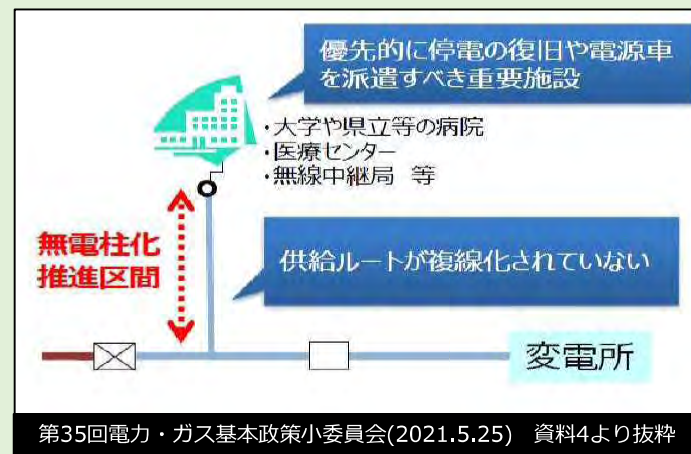 優先的に停電の復旧や電源車
を派遣すべき重要施設
・大学や県立等の病院
・医療センター
・無線中継局 等
無電柱化
推進区間
供給ルートが複線化されていない
変電所
第35回電力・ガス基本政策小委員会(2021.5.25) 資料4より抜粋